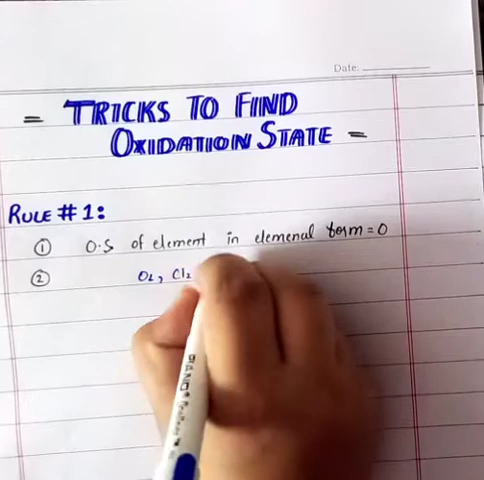 Date:
= TRICKS TO FIND
OXIDATION STATE =
RULE #1:
① O.S of element in elemenal form = 0
② O₂, Cl₂